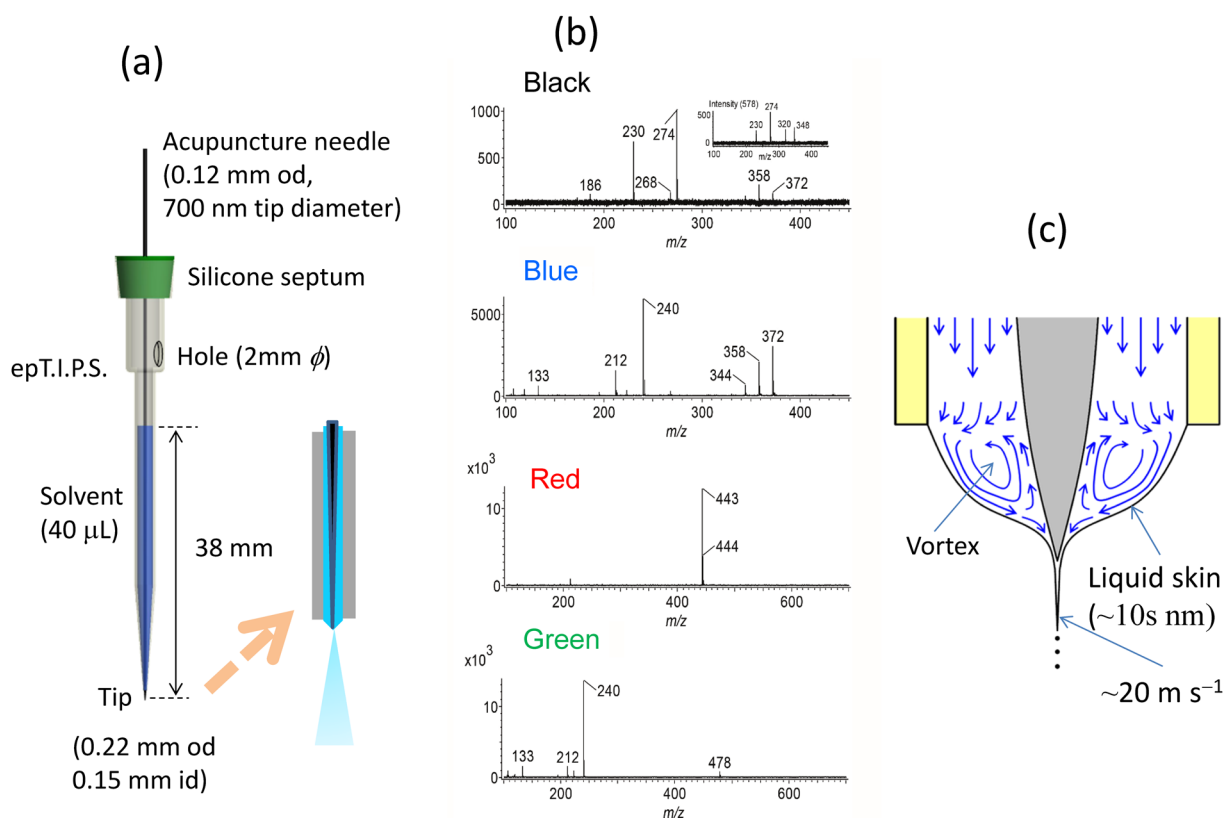 (a)
Acupuncture needle
(0.12 mm od,
700 nm tip diameter)
Silicone septum
Hole (2mm ϕ)
epT.I.P.S.
Solvent
(40 μL)
38 mm
Tip
(0.22 mm od
0.15 mm id)
(b)
Black
1000
500
0
186
230
268
274
358
372
100
200
300
400
m/z
Intensity (578)
500
0
230
274
320
348
100
200
300
400
m/z
Blue
5000
0
133
212
240
344
358
372
100
200
300
400
m/z
Red
x10³
10
0
443
444
200
400
600
m/z
Green
x10³
10
0
133
212
240
478
200
400
600
m/z
(c)
Vortex
Liquid skin
(~10s nm)
~20 m s⁻¹